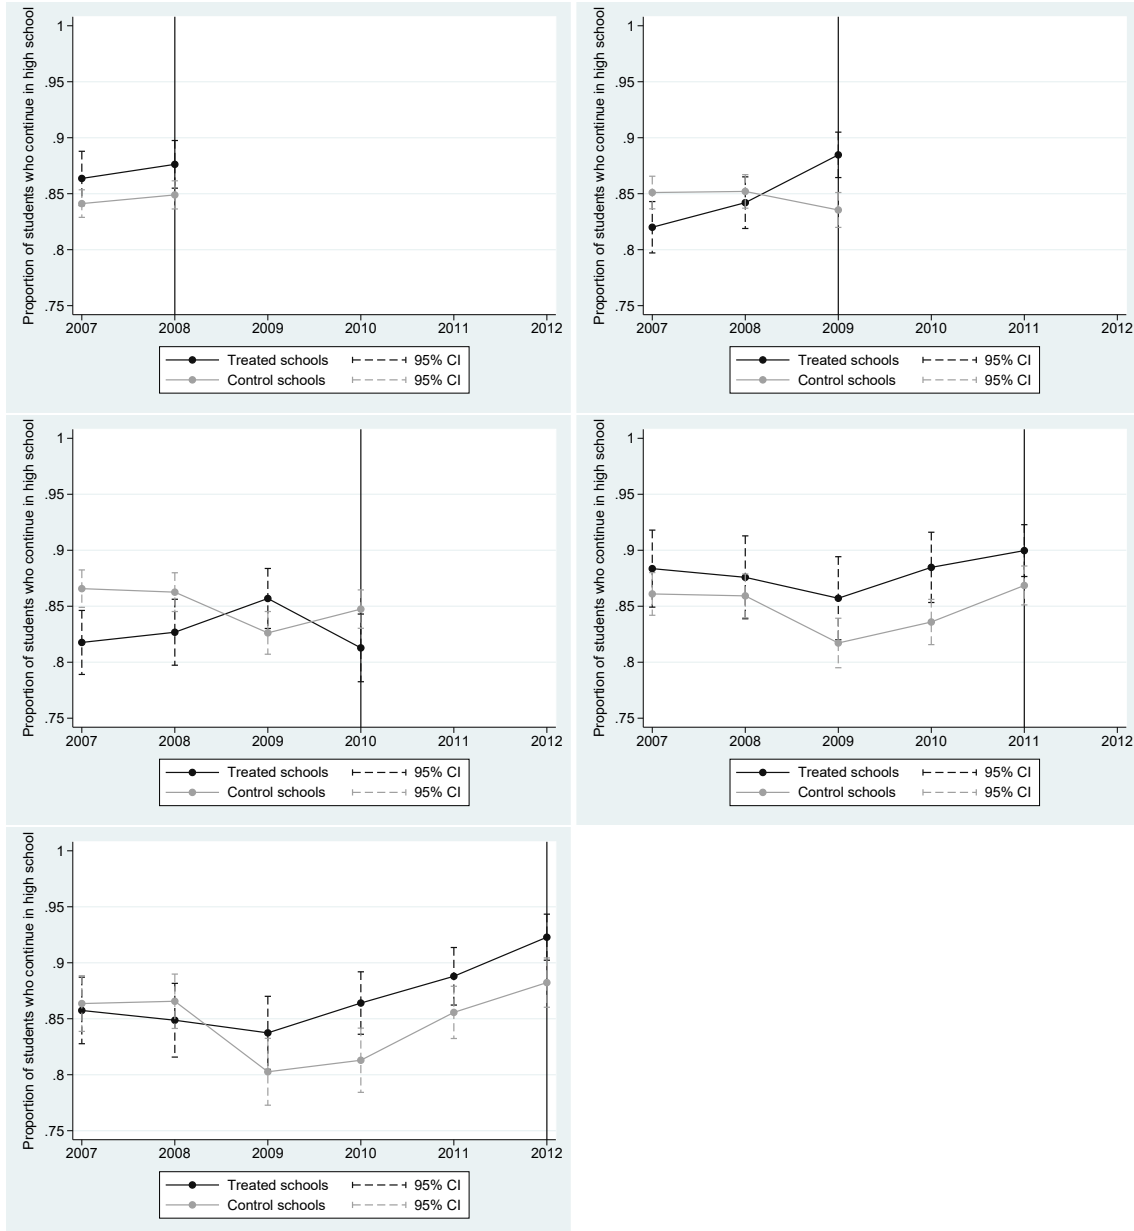 Proportion of students who continue in high school
1
.95
.9
.85
.8
.75
2007 2008 2009 2010 2011 2012
Treated schools 95% CI
Control schools 95% CI
Proportion of students who continue in high school
1
.95
.9
.85
.8
.75
2007 2008 2009 2010 2011 2012
Treated schools 95% CI
Control schools 95% CI
Proportion of students who continue in high school
1
.95
.9
.85
.8
.75
2007 2008 2009 2010 2011 2012
Treated schools 95% CI
Control schools 95% CI
Proportion of students who continue in high school
1
.95
.9
.85
.8
.75
2007 2008 2009 2010 2011 2012
Treated schools 95% CI
Control schools 95% CI
Proportion of students who continue in high school
1
.95
.9
.85
.8
.75
2007 2008 2009 2010 2011 2012
Treated schools 95% CI
Control schools 95% CI